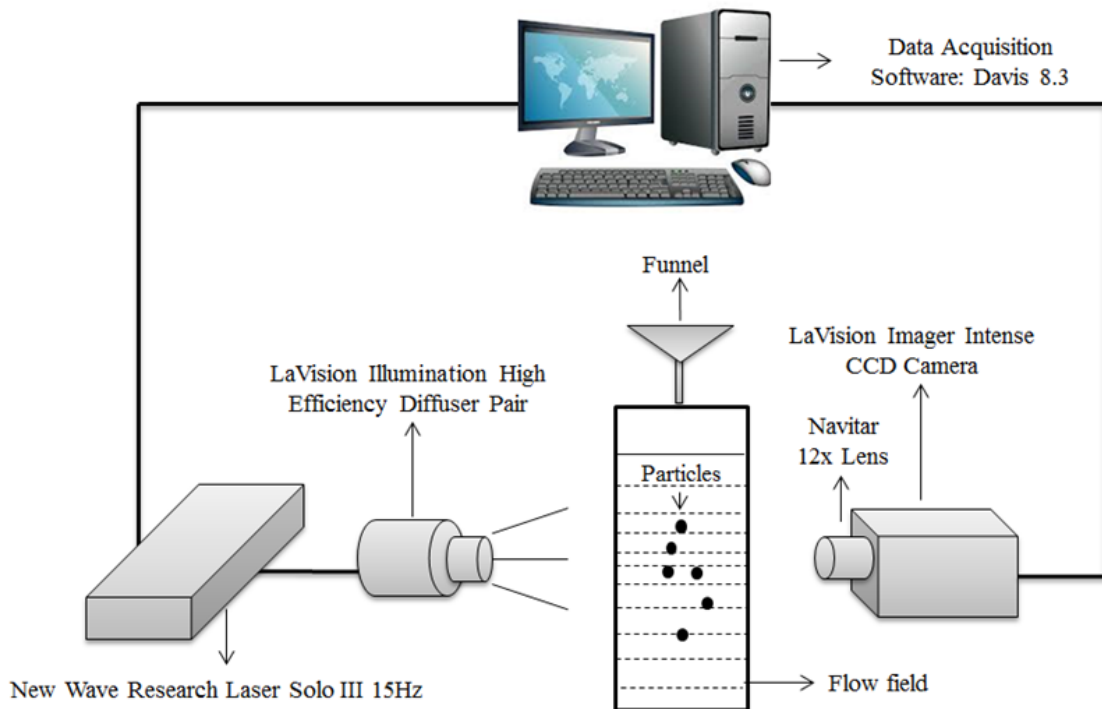 Data Acquisition
Software: Davis 8.3
Funnel
LaVision Imager Intense
CCD Camera
LaVision Illumination High
Efficiency Diffuser Pair
Navitar
12x Lens
Particles
New Wave Research Laser Solo III 15Hz
Flow field